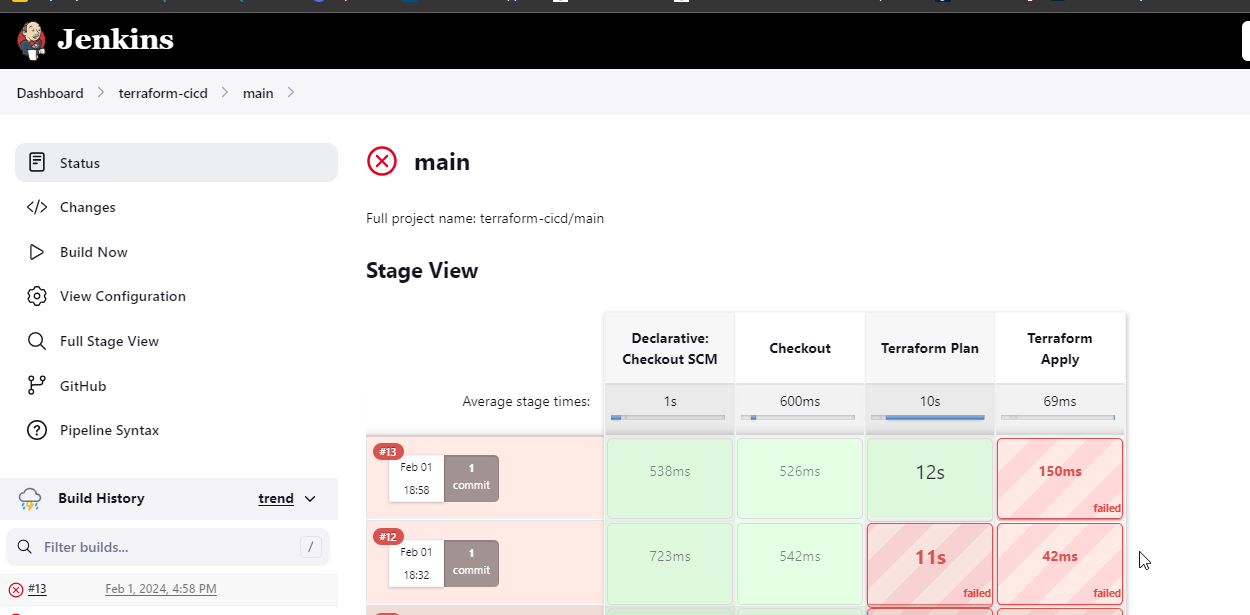 Jenkins
Dashboard
terraform-cicd
main
Status
Changes
Build Now
View Configuration
Full Stage View
GitHub
Pipeline Syntax
Build History
trend
Filter builds...
/
#13
Feb 1, 2024, 4:58 PM
main
Full project name: terraform-cicd/main
Stage View
Declarative:
Checkout SCM
Checkout
Terraform Plan
Terraform
Apply
Average stage times:
1s
600ms
10s
69ms
#13
Feb 01
18:58
1
commit
538ms
526ms
12s
150ms
failed
#12
Feb 01
18:32
1
commit
723ms
542ms
11s
failed
42ms
failed